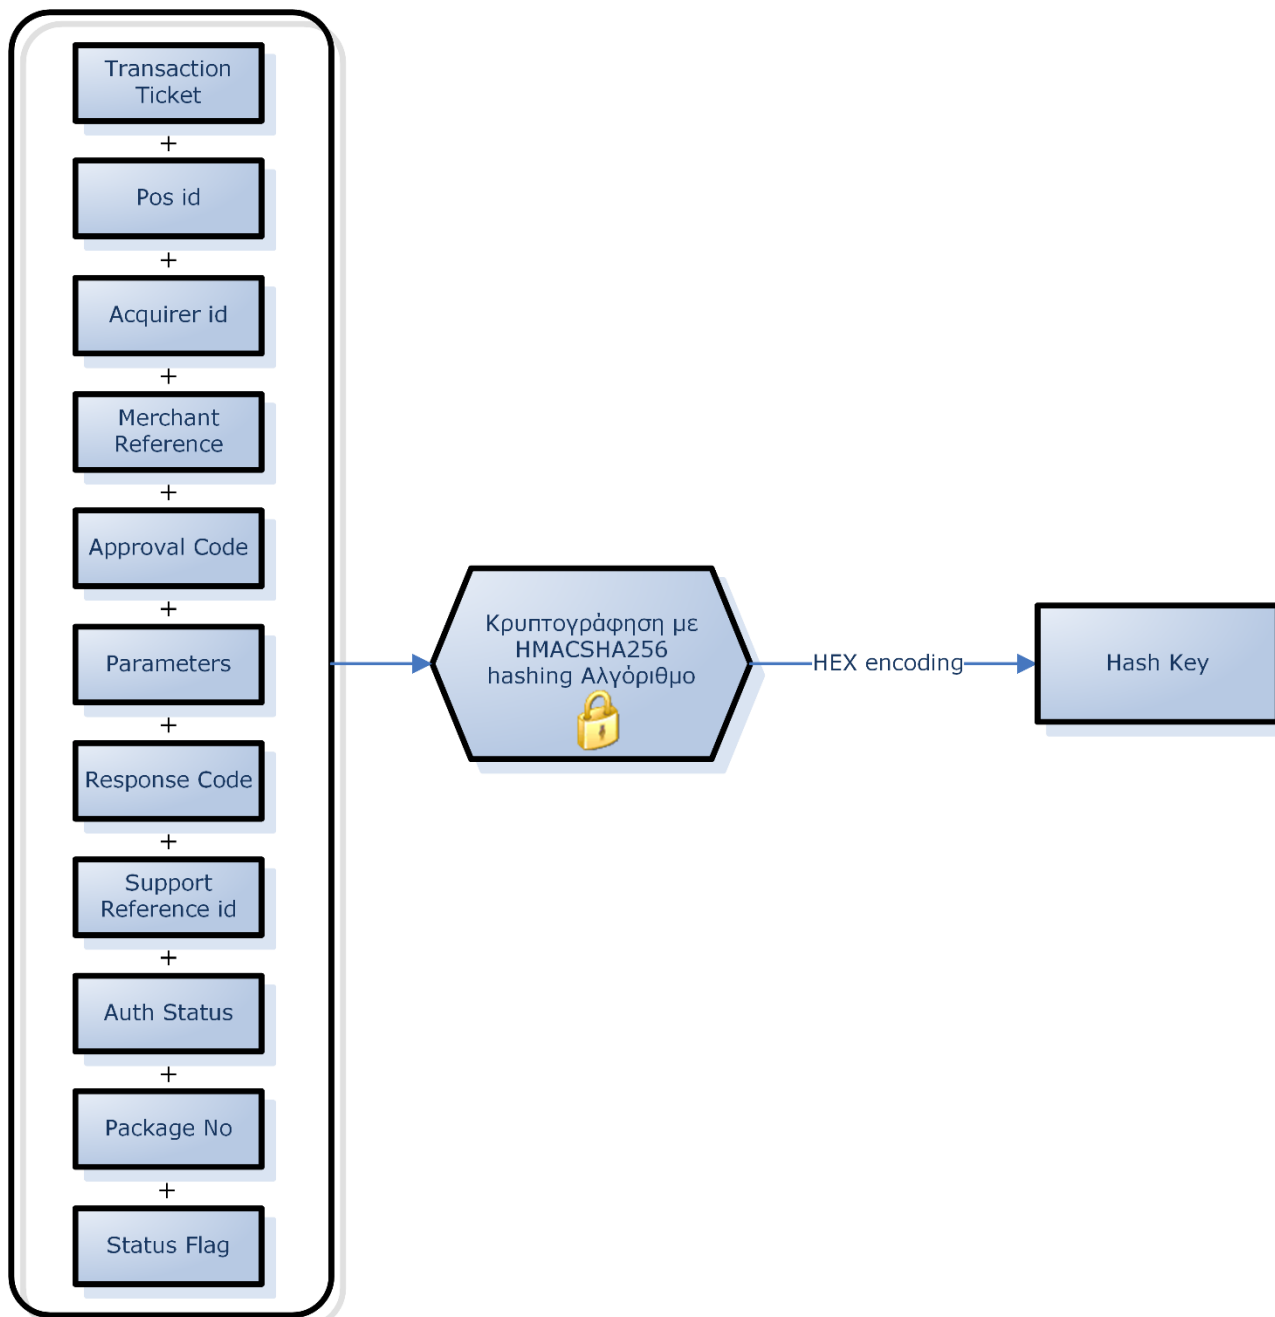 Transaction
Ticket
+
Pos id
+
Acquirer id
+
Merchant
Reference
+
Approval Code
+
Parameters
+
Response Code
+
Support
Reference id
+
Auth Status
+
Package No
+
Status Flag
Κρυπτογράφηση με
HMACSHA256
hashing Αλγόριθμο
HEX encoding
Hash Key